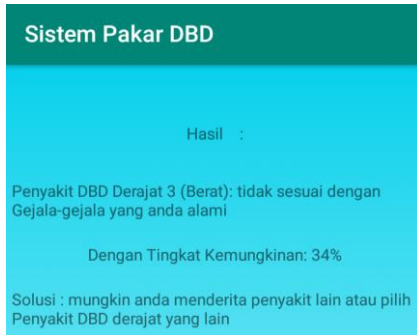 Sistem Pakar DBD
Hasil :
Penyakit DBD Derajat 3 (Berat): tidak sesuai dengan
Gejala-gejala yang anda alami
Dengan Tingkat Kemungkinan: 34%
Solusi : mungkin anda menderita penyakit lain atau pilih
Penyakit DBD derajat yang lain